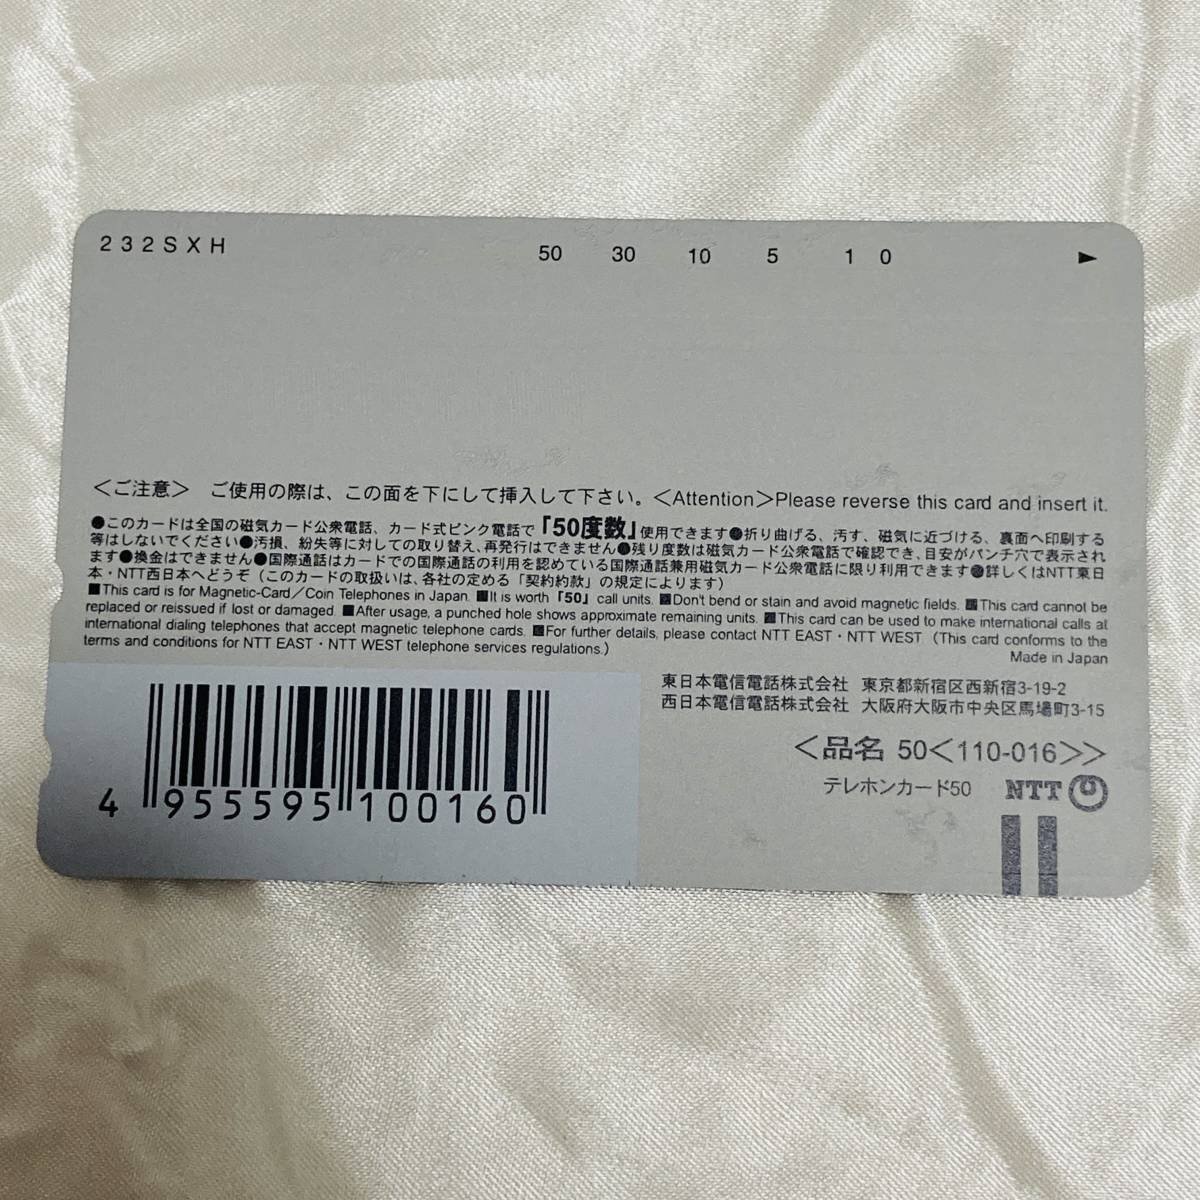 232SXH 50 30 10 5 1 0 ►
＜ご注意＞ ご使用の際は、この面を下にして挿入して下さい。＜Attention＞Please reverse this card and insert it.
●このカードは全国の磁気カード公衆電話、カード式ピンク電話で「50度数」使用できます●折り曲げる、汚す、磁気に近づける、裏面へ印刷する
等はしないでください●汚損、紛失等に対しての取り替え、再発行はできません●残り度数は磁気カード公衆電話で確認でき、目安がパンチ穴で表示され
ます●換金はできません●国際通話はカードでの国際通話の利用を認めている国際通話兼用磁気カード公衆電話に限り利用できます●詳しくはNTT東日
本・NTT西日本へどうぞ（このカードの取扱いは、各社の定める「契約約款」の規定によります）
■This card is for Magnetic-Card／Coin Telephones in Japan. ■It is worth「50」call units. ■Don't bend or stain and avoid magnetic fields. ■This card cannot be
replaced or reissued if lost or damaged. ■After usage, a punched hole shows approximate remaining units. ■This card can be used to make international calls at
international dialing telephones that accept magnetic telephone cards. ■For further details, please contact NTT EAST・NTT WEST（This card conforms to the
terms and conditions for NTT EAST・NTT WEST telephone services regulations.）
Made in Japan
東日本電信電話株式会社 東京都新宿区西新宿3-19-2
西日本電信電話株式会社 大阪府大阪市中央区馬場町3-15
＜品名 50＜110-016＞＞
テレホンカード50 NTT
4 955595 100160